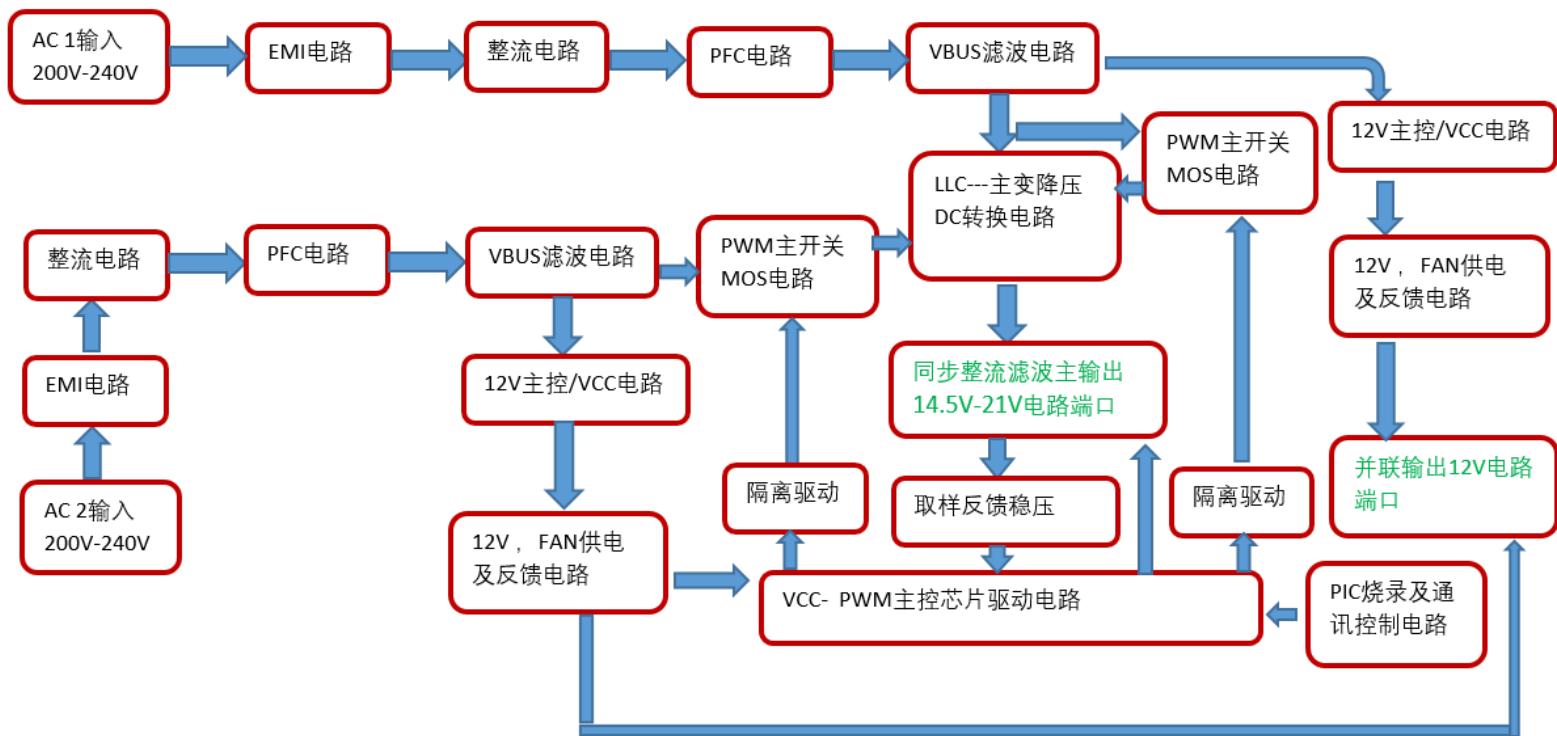 AC 1输入
200V-240V
EMI电路
整流电路
PFC电路
VBUS滤波电路
12V主控/VCC电路
PWM主开关
MOS电路
LLC---主变降压
DC转换电路
整流电路
PFC电路
VBUS滤波电路
PWM主开关
MOS电路
12V ，FAN供电
及反馈电路
EMI电路
12V主控/VCC电路
同步整流滤波主输出
14.5V-21V电路端口
并联输出12V电路
端口
AC 2输入
200V-240V
隔离驱动
取样反馈稳压
隔离驱动
12V ，FAN供电
及反馈电路
VCC- PWM主控芯片驱动电路
PIC烧录及通
讯控制电路